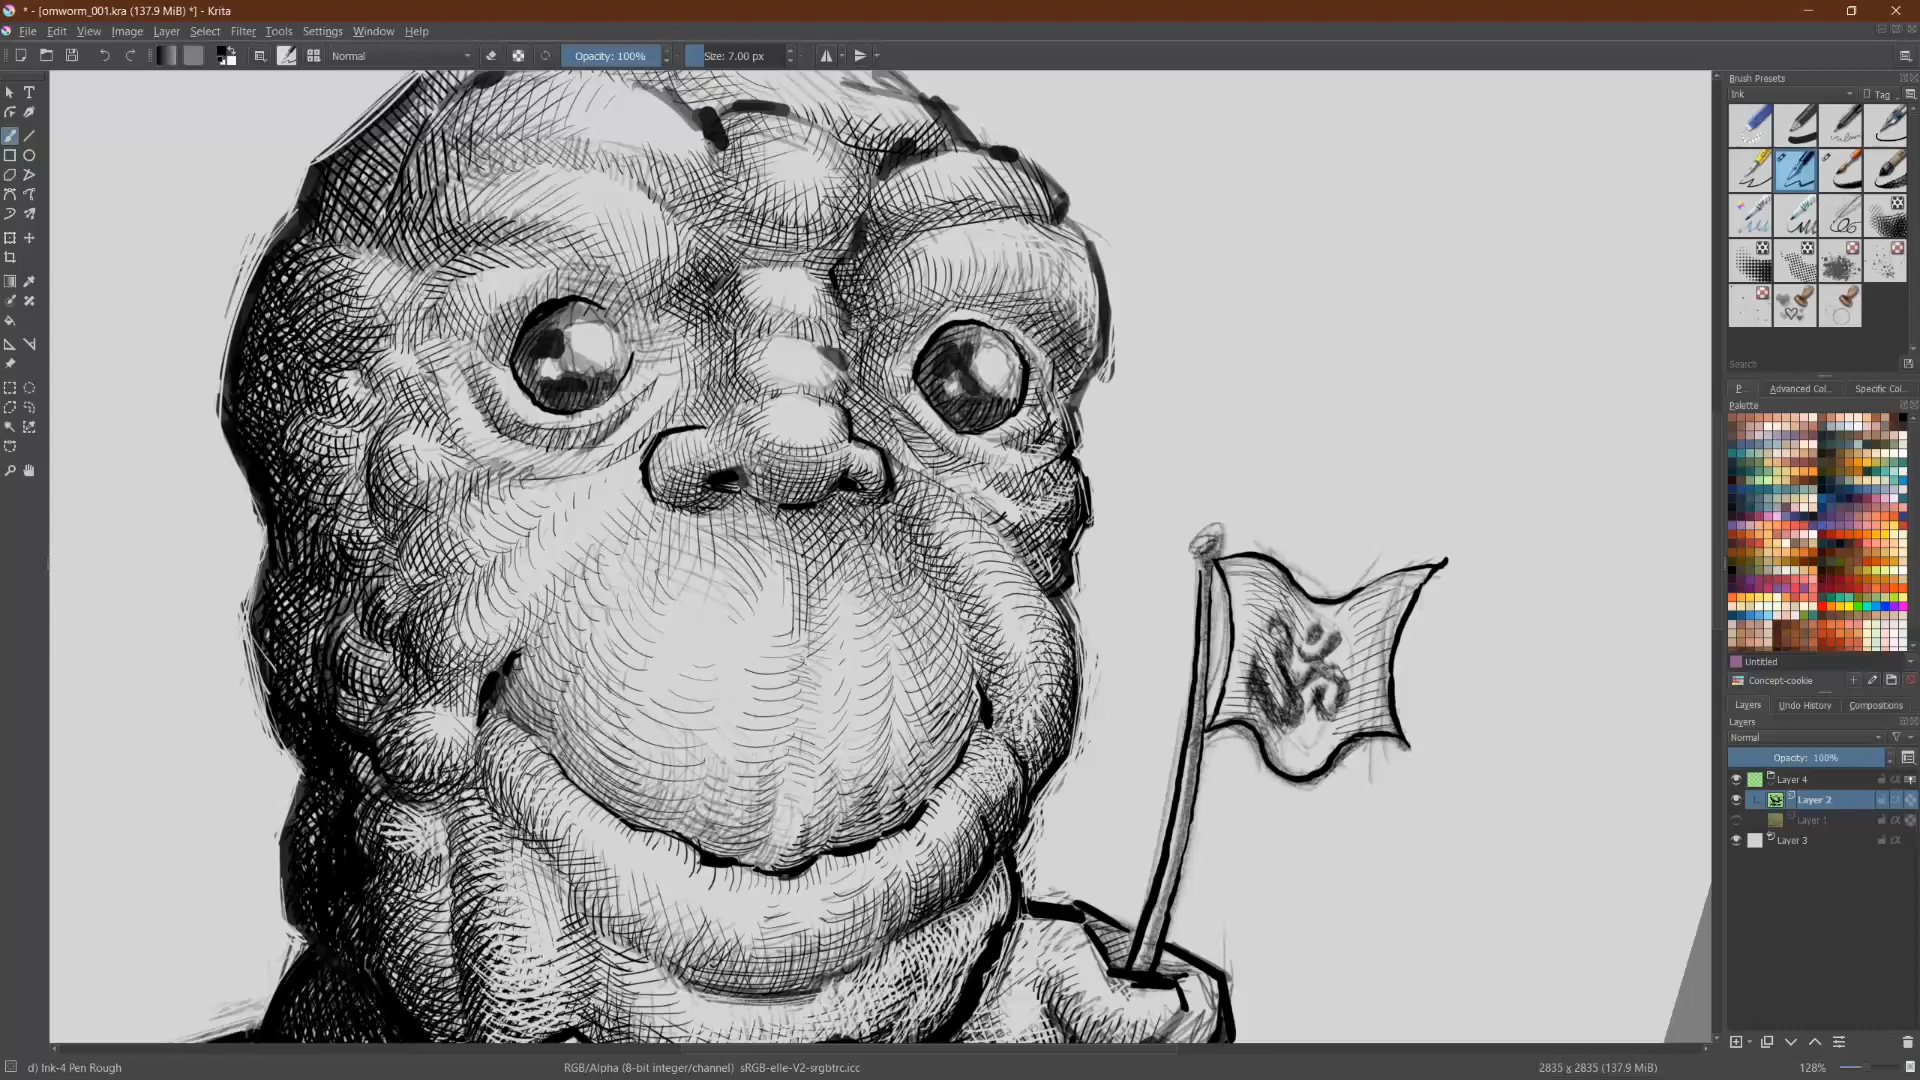 * - [omworm_001.kra (137.9 MiB) *] - Krita
File Edit View Image Layer Select Filter Tools Settings Window Help
Normal
Opacity: 100%
Size: 7.00 px
Brush Presets
Ink
Tag
Search
P...
Advanced Col...
Specific Col...
Palette
Untitled
Concept-cookie
Layers
Undo History
Compositions
Layers
Normal
Opacity: 100%
Layer 4
Layer 2
Layer 1
Layer 3
ॐ
d) Ink-4 Pen Rough
RGB/Alpha (8-bit integer/channel) sRGB-elle-V2-srgbtrc.icc
2835 x 2835 (137.9 MiB)
128%